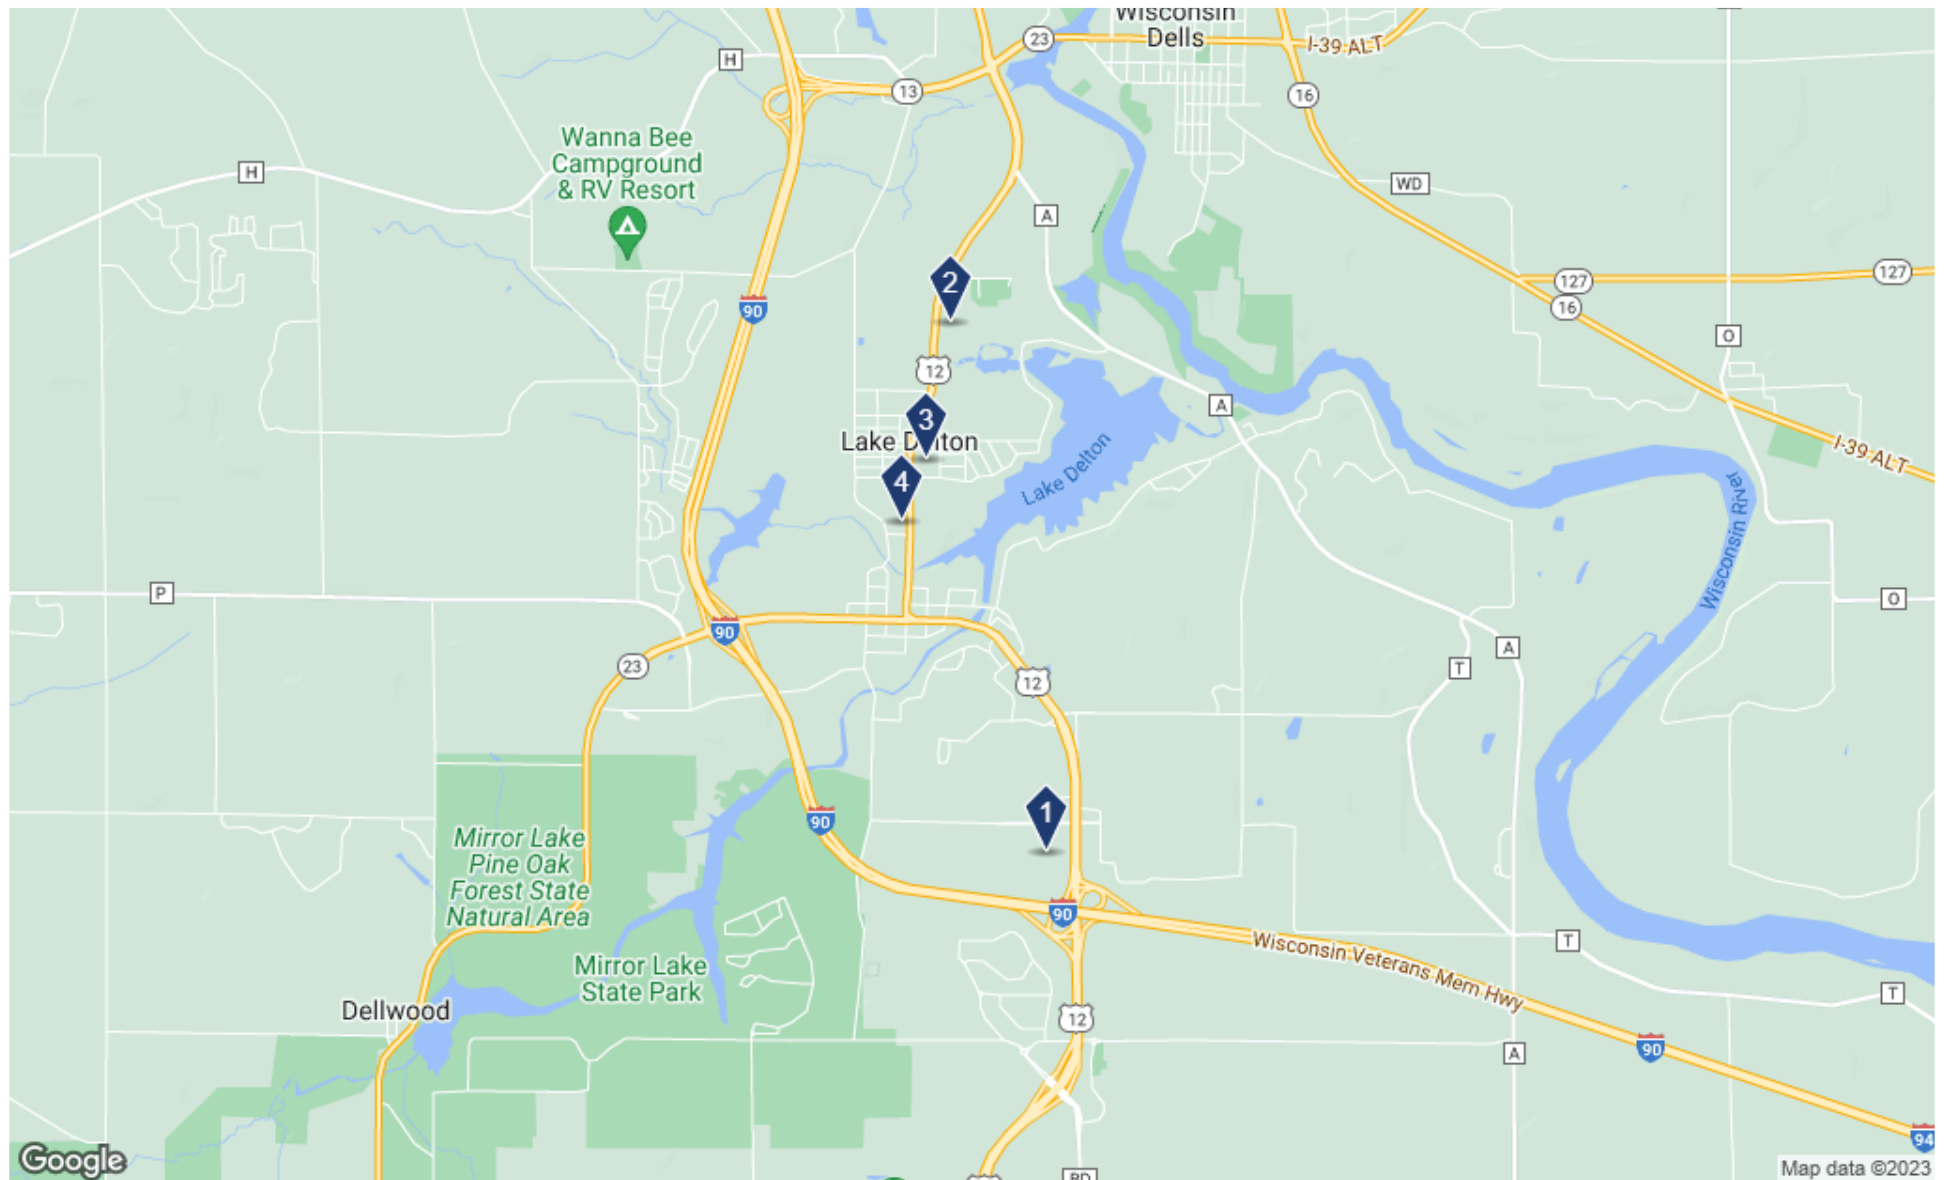 Wisconsin
Dells
23
I-39 ALT
H
13
16
Wanna Bee
Campground
& RV Resort
H
WD
A
2
127
127
90
16
O
12
A
3
Lake Delton
I-39 ALT
4
Lake Delton
Wisconsin River
P
O
90
23
A
T
12
1
90
Mirror Lake
Pine Oak
Forest State
Natural Area
90
Wisconsin Veterans Mem Hwy
T
Mirror Lake
State Park
T
Dellwood
12
90
A
94
Google
Map data ©2023